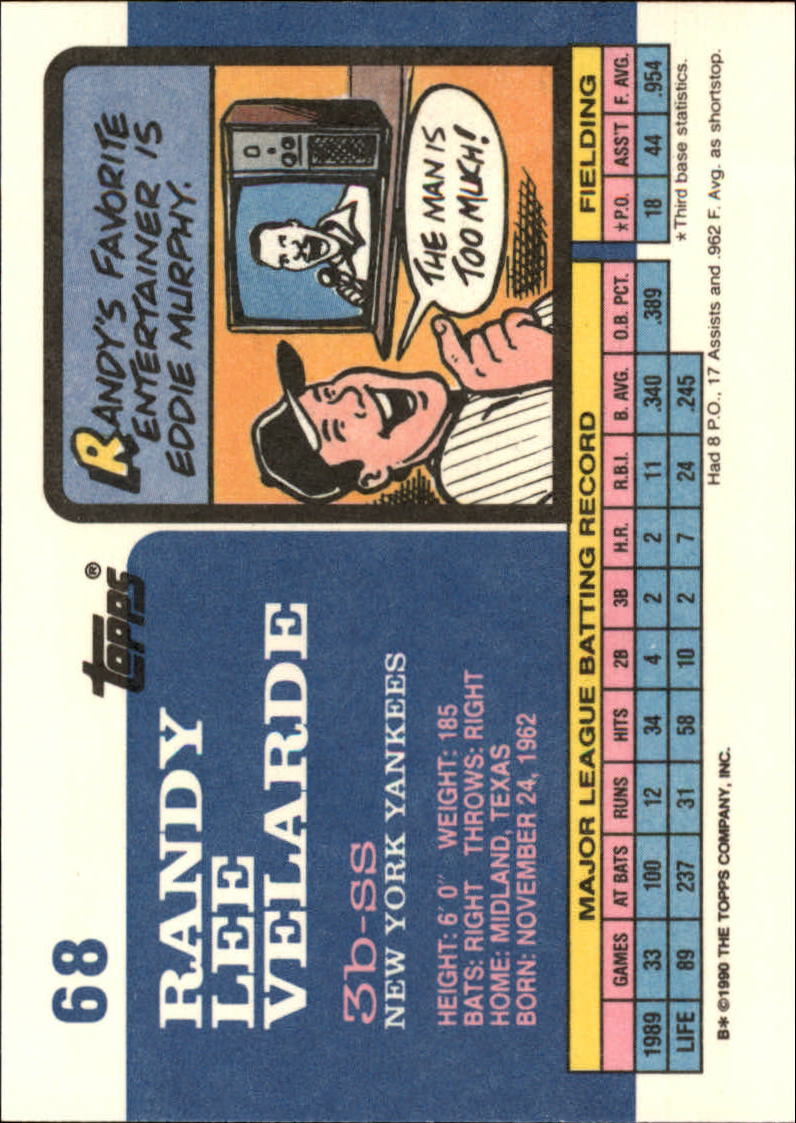 68
topps®
RANDY
LEE
VELARDE
3b-ss
NEW YORK YANKEES
HEIGHT: 6' 0" WEIGHT: 185
BATS: RIGHT THROWS: RIGHT
HOME: MIDLAND, TEXAS
BORN: NOVEMBER 24, 1962
RANDY'S FAVORITE
ENTERTAINER IS
EDDIE MURPHY.
THE MAN IS
TOO MUCH!
MAJOR LEAGUE BATTING RECORD FIELDING
GAMES AT BATS RUNS HITS 2B 3B H.R. R.B.I. B. AVG. O.B. PCT. *P.O. ASS'T F. AVG.
1989 33 100 12 34 4 2 2 11 .340 .389 18 44 .954
LIFE 89 237 31 58 10 2 7 24 .245
*Third base statistics.
Had 8 P.O., 17 Assists and .962 F. Avg. as shortstop.
B* ©1990 THE TOPPS COMPANY, INC.